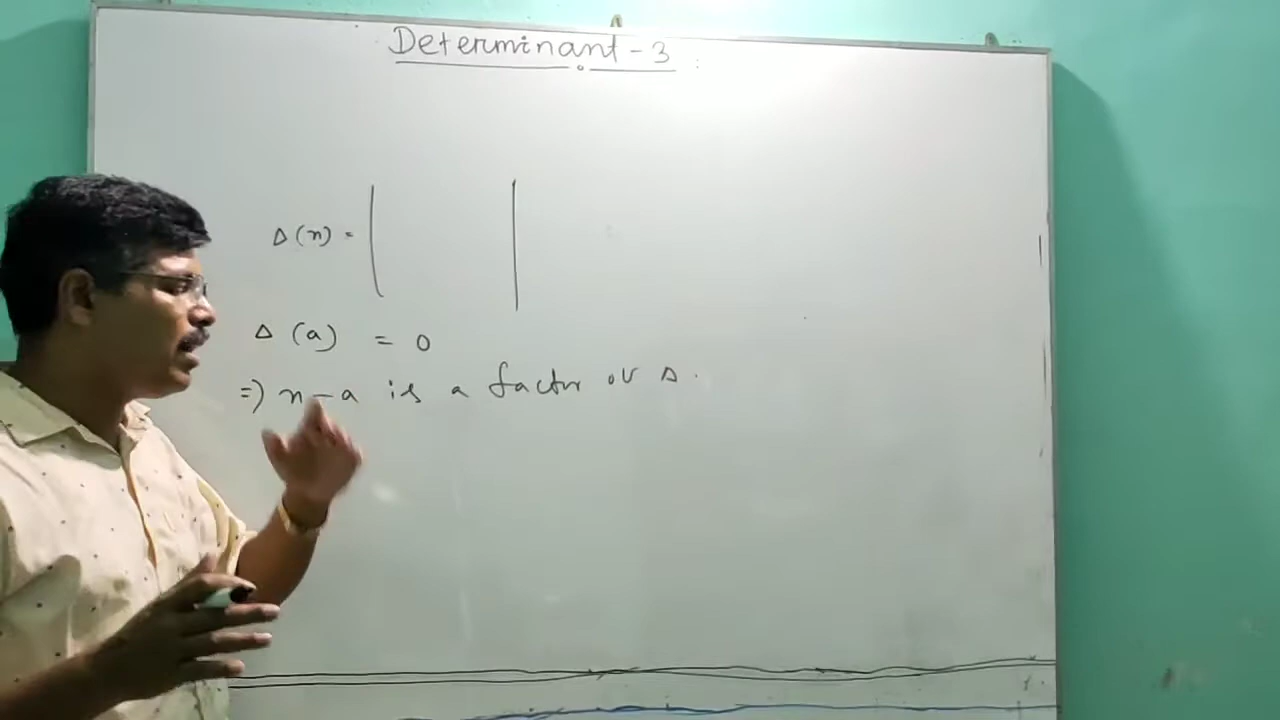 Determinant - 3
Δ(x) = | |
Δ (a) = 0
=) x - a is a factor of Δ.